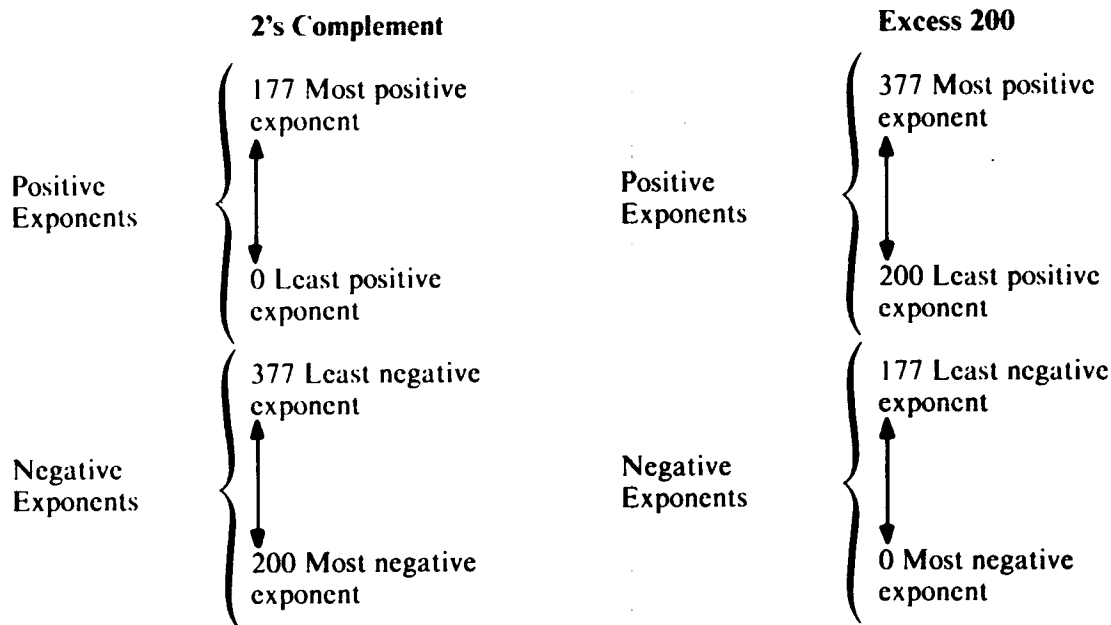 2's Complement
177 Most positive
exponent
Positive
Exponents
0 Least positive
exponent
377 Least negative
exponent
Negative
Exponents
200 Most negative
exponent
Excess 200
377 Most positive
exponent
Positive
Exponents
200 Least positive
exponent
177 Least negative
exponent
Negative
Exponents
0 Most negative
exponent